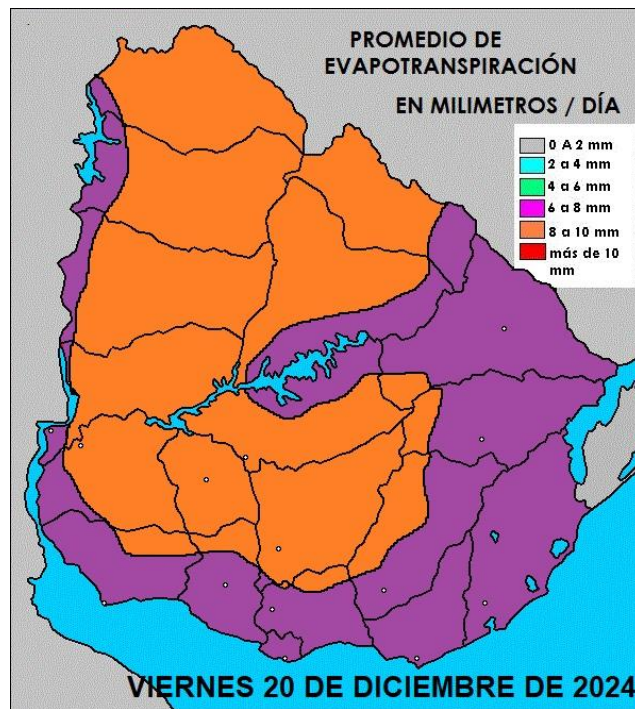 PROMEDIO DE
EVAPOTRANSPIRACIÓN
EN MILIMETROS / DÍA
0 A 2 mm
2 a 4 mm
4 a 6 mm
6 a 8 mm
8 a 10 mm
más de 10
mm
VIERNES 20 DE DICIEMBRE DE 2024